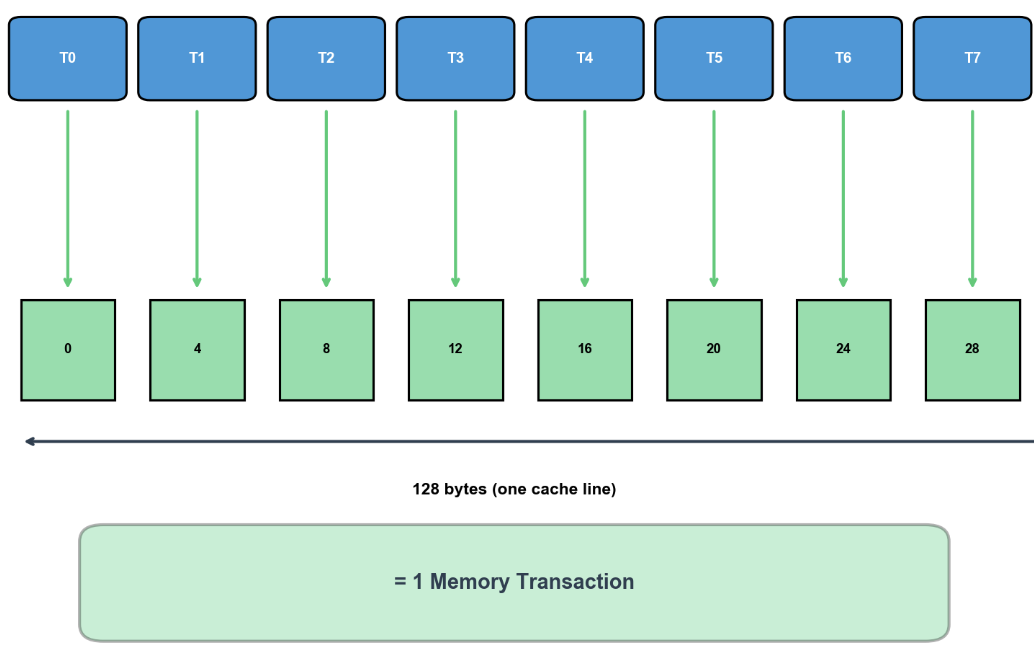 T0 T1 T2 T3 T4 T5 T6 T7
0 4 8 12 16 20 24 28
128 bytes (one cache line)
= 1 Memory Transaction